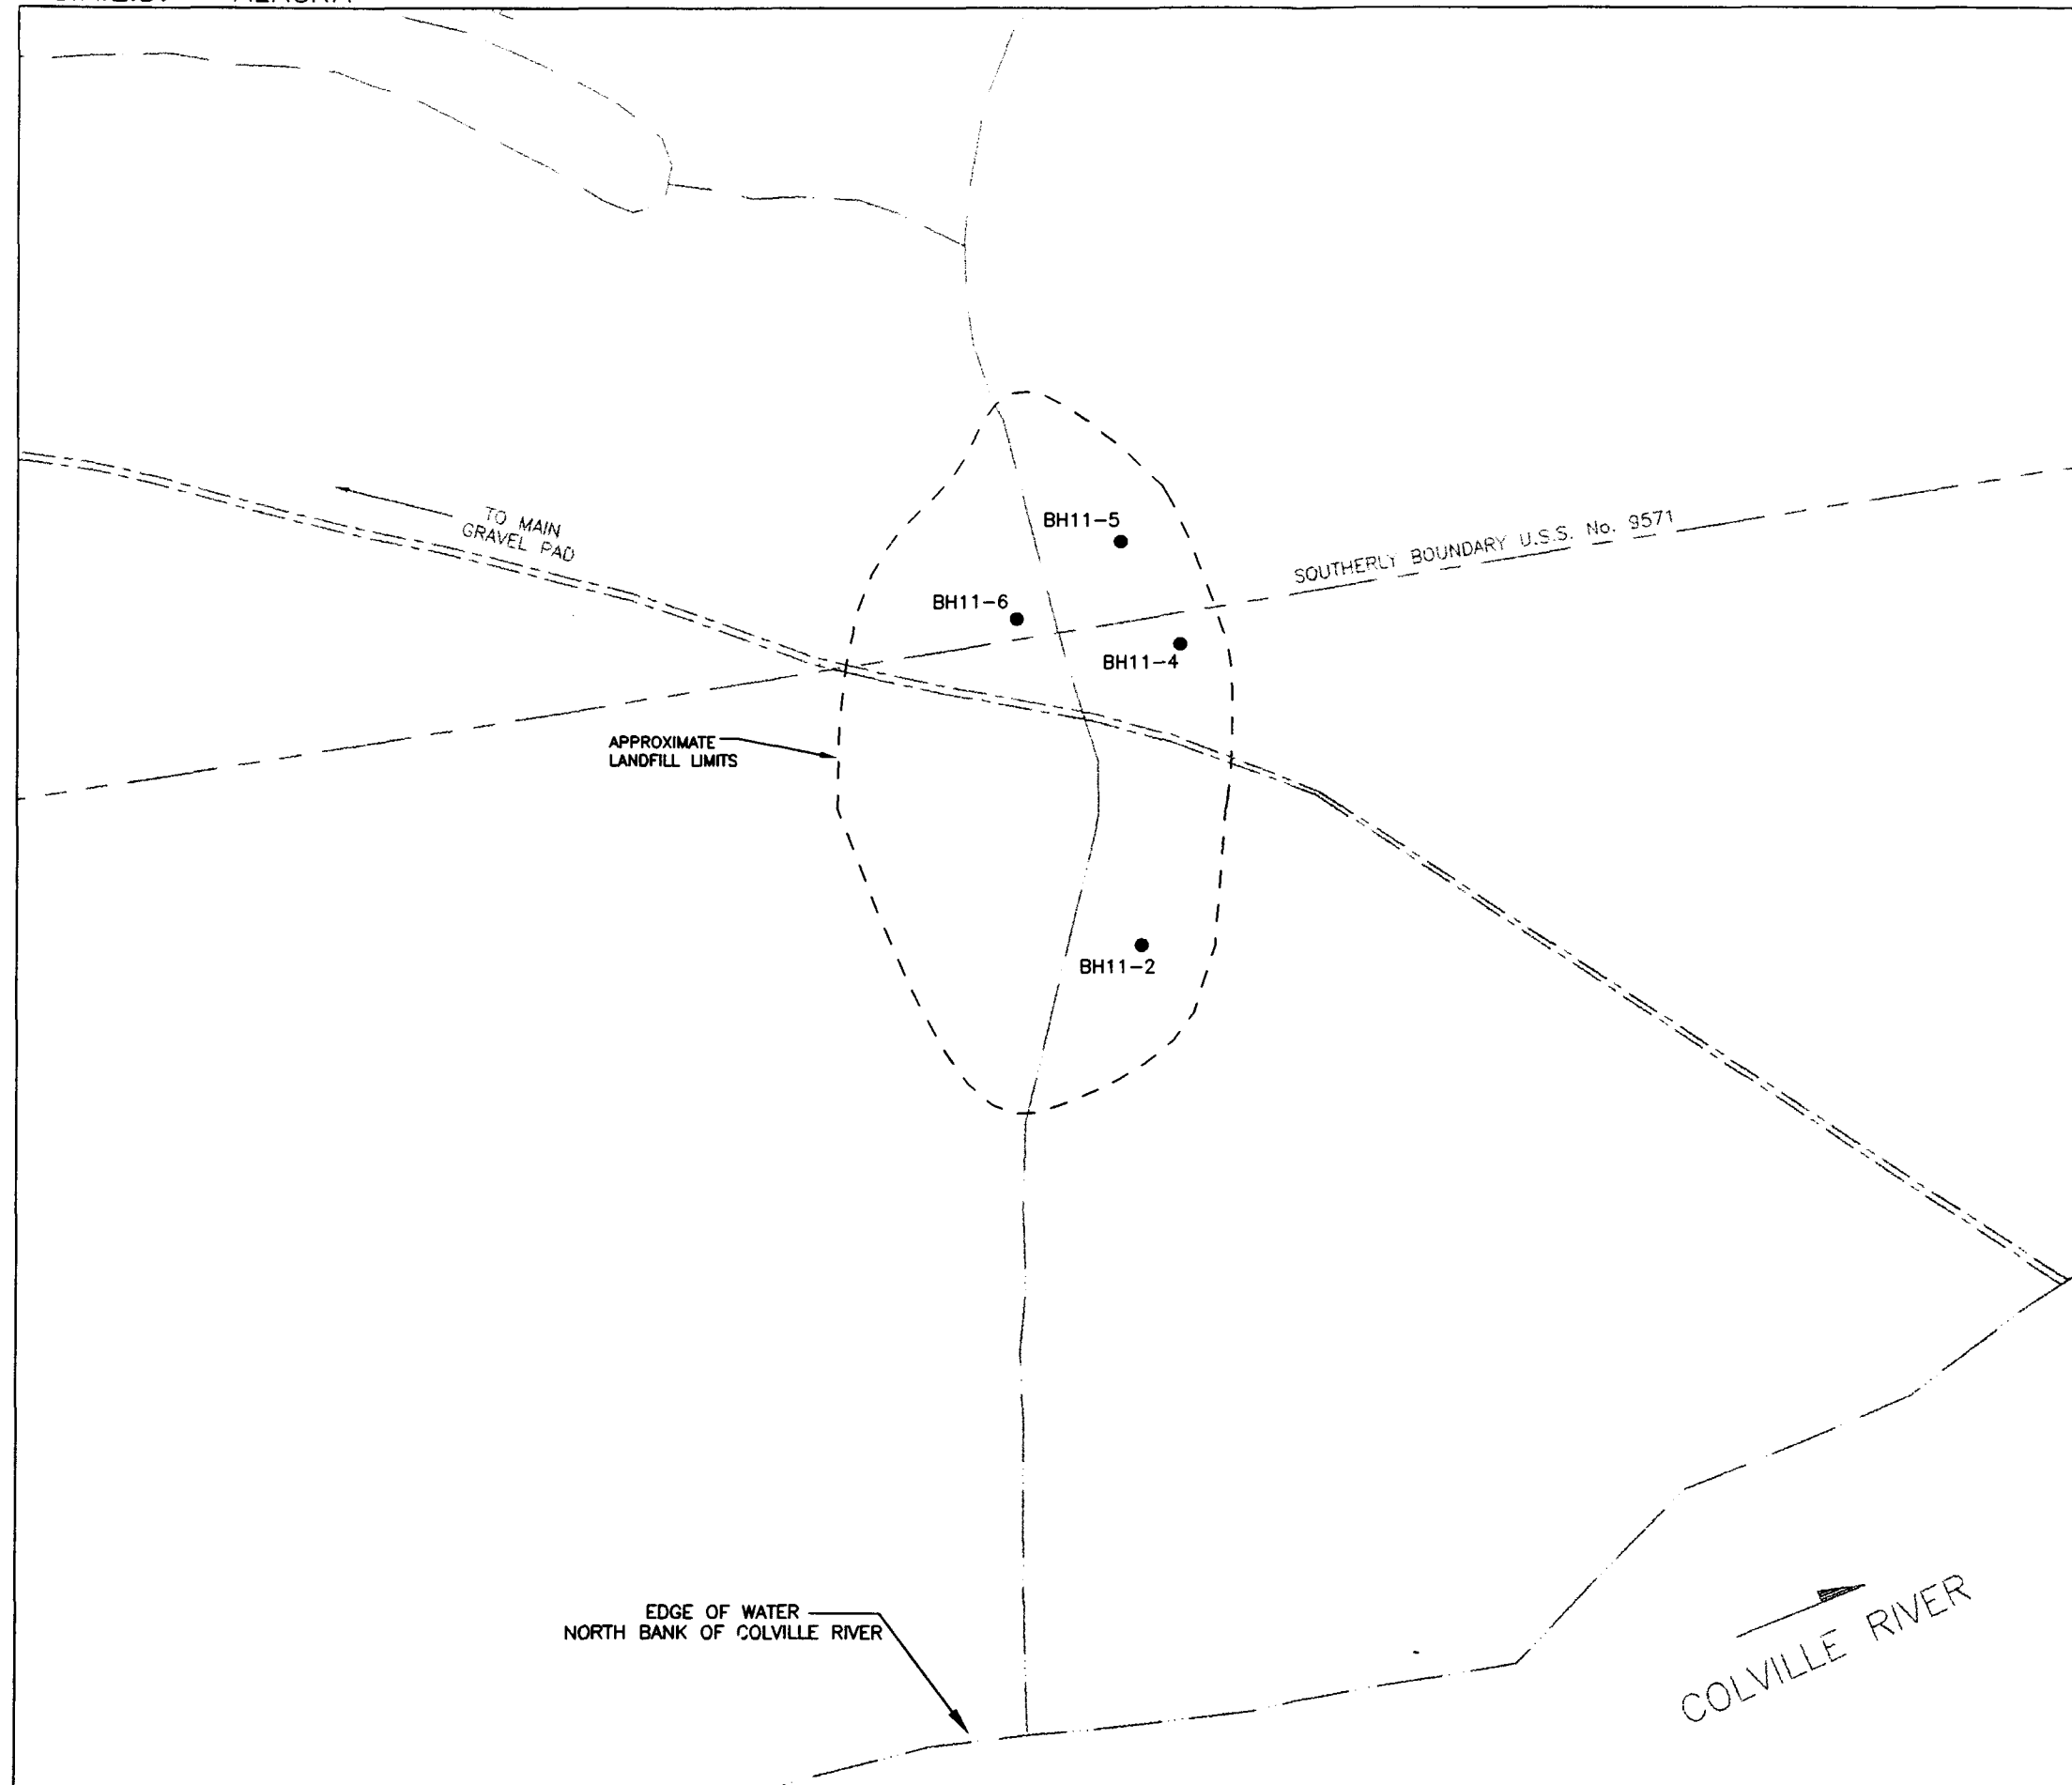 ALASKA
TO MAIN
GRAVEL PAD
BH11-5
SOUTHERLY BOUNDARY U.S.S. No. 9571
BH11-6
BH11-4
APPROXIMATE
LANDFILL LIMITS
BH11-2
EDGE OF WATER
NORTH BANK OF COLVILLE RIVER
COLVILLE RIVER